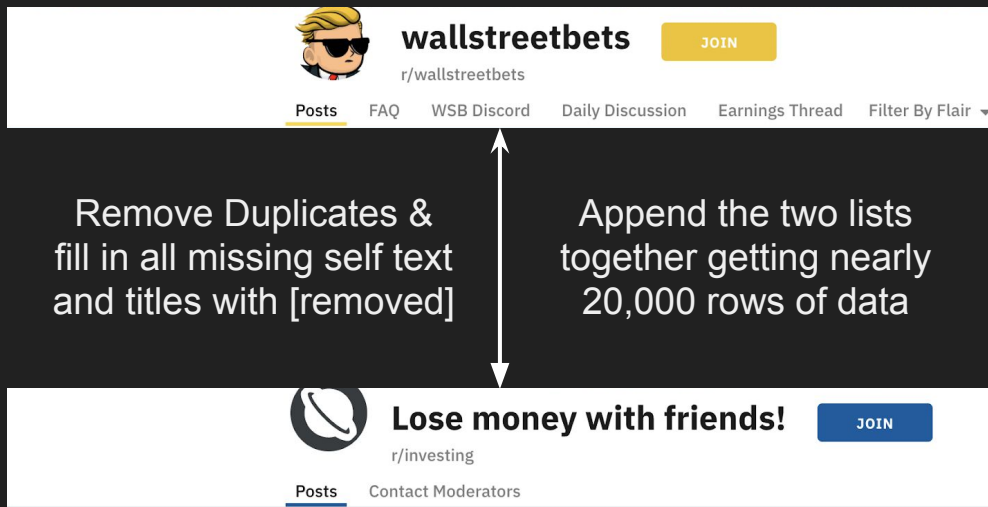 wallstreetbets
JOIN
r/wallstreetbets
Posts FAQ WSB Discord Daily Discussion Earnings Thread Filter By Flair
Remove Duplicates &
fill in all missing self text
and titles with [removed]
Append the two lists
together getting nearly
20,000 rows of data
Lose money with friends!
JOIN
r/investing
Posts Contact Moderators